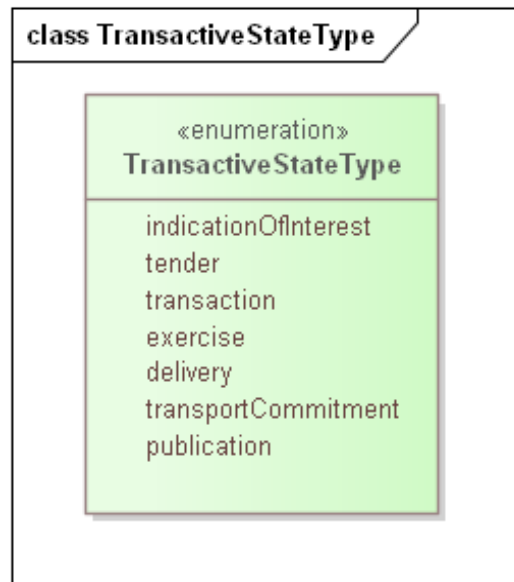 class TransactiveStateType
«enumeration»
TransactiveStateType
indicationOfInterest
tender
transaction
exercise
delivery
transportCommitment
publication